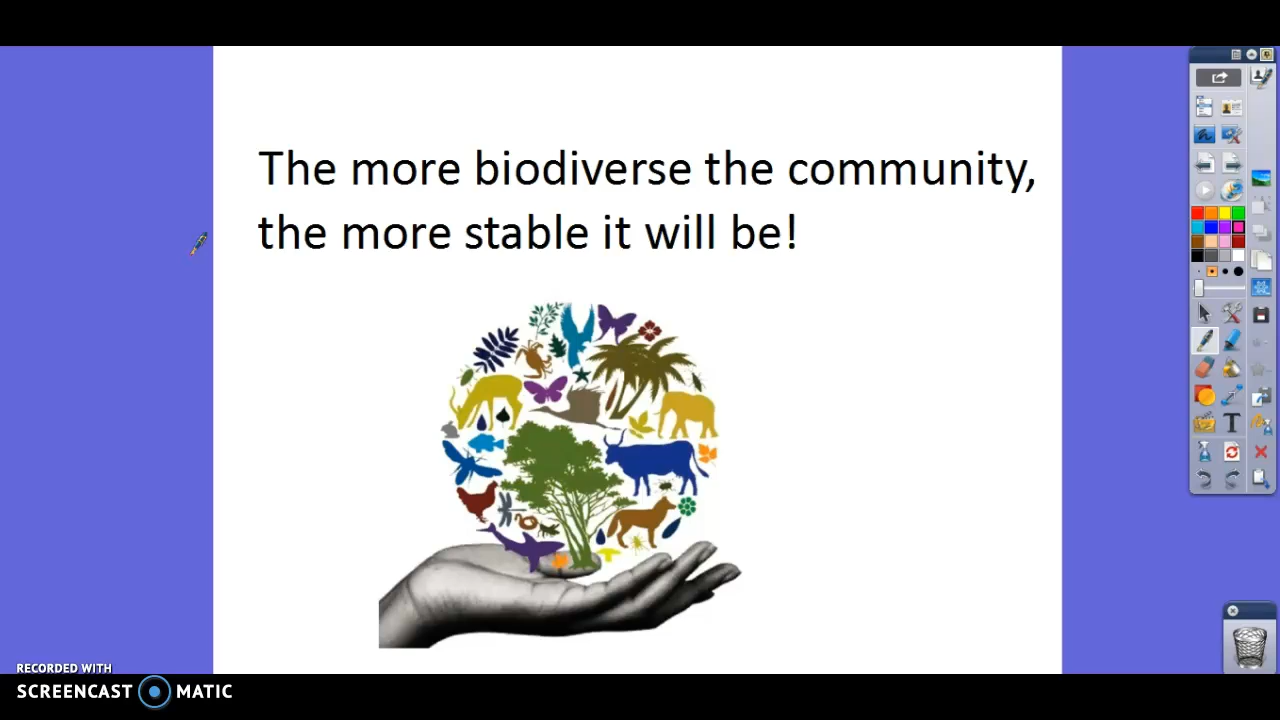 The more biodiverse the community,
the more stable it will be!
T
RECORDED WITH
SCREENCAST MATIC